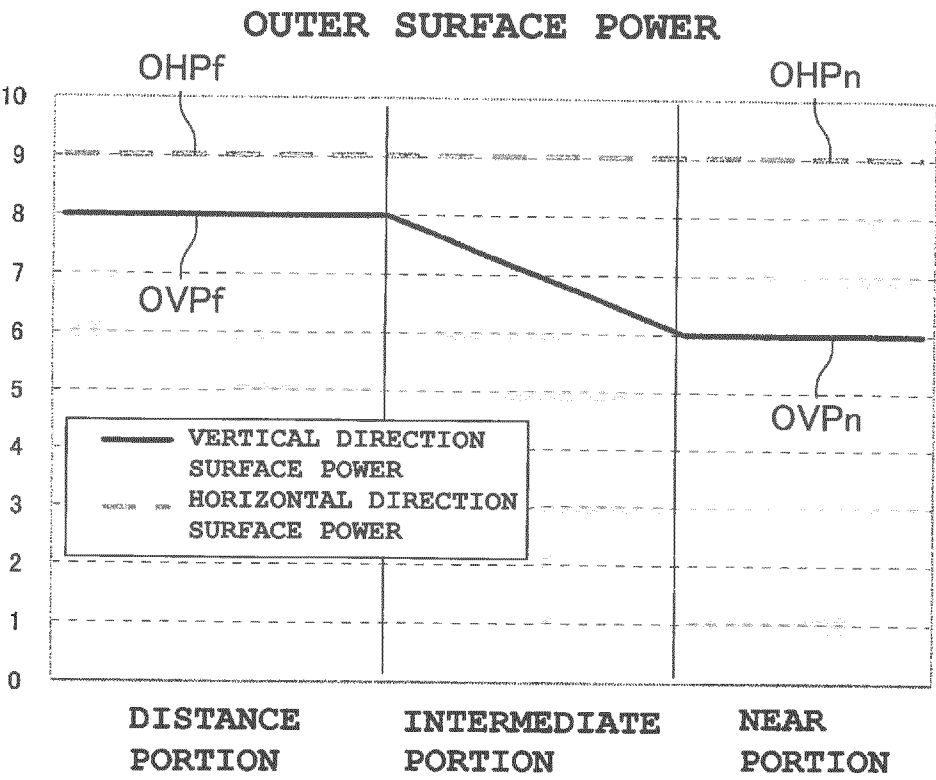 OUTER SURFACE POWER
OHPf
OHPn
10
9
8
7
6
5
4
3
2
1
0
OVPf
OVPn
VERTICAL DIRECTION
SURFACE POWER
HORIZONTAL DIRECTION
SURFACE POWER
DISTANCE
PORTION
INTERMEDIATE
PORTION
NEAR
PORTION